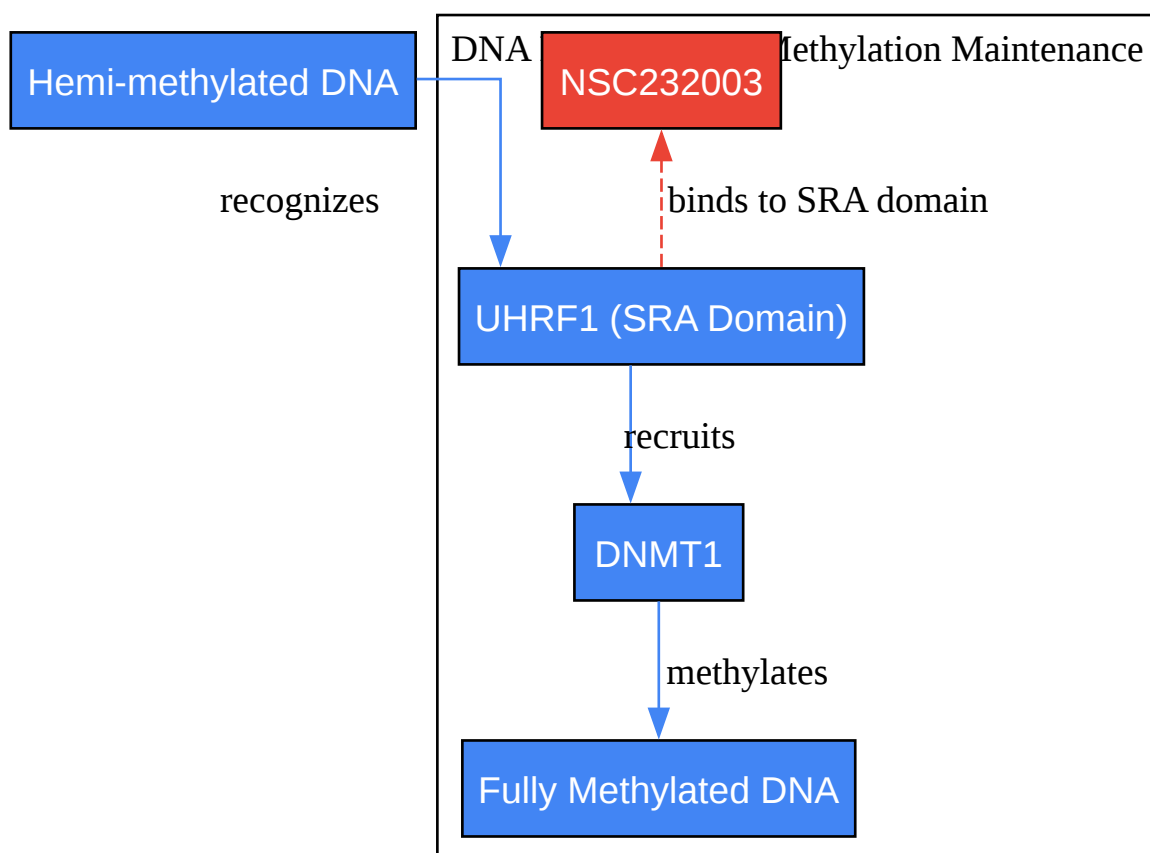 DNA Methylation Maintenance
Hemi-methylated DNA
NSC232003
recognizes
binds to SRA domain
UHRF1 (SRA Domain)
recruits
DNMT1
methylates
Fully Methylated DNA